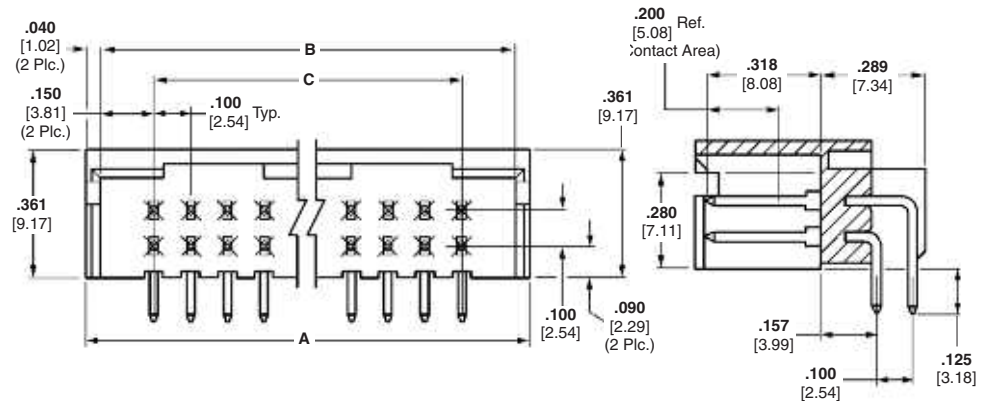 .040
[1.02]
(2 Plc.)
B
C
.150
[3.81]
(2 Plc.)
.100
[2.54] Typ.
.361
[9.17]
.361
[9.17]
.100
[2.54]
.090
[2.29]
(2 Plc.)
A
.200
[5.08] Ref.
Contact Area)
.318
[8.08]
.289
[7.34]
.280
[7.11]
.157
[3.99]
.100
[2.54]
.125
[3.18]